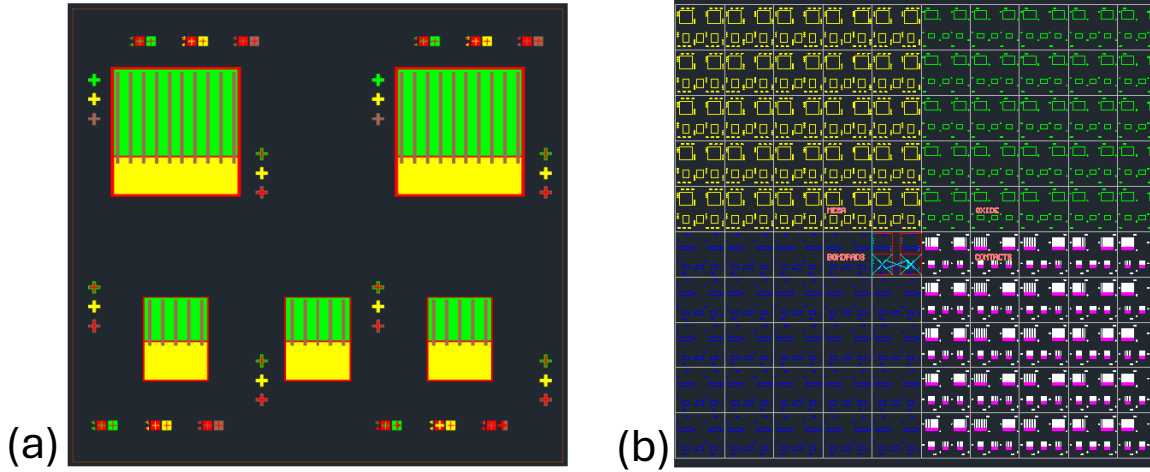 MESA
OXIDE
BONDPADS
CONTACTS
(a)
(b)